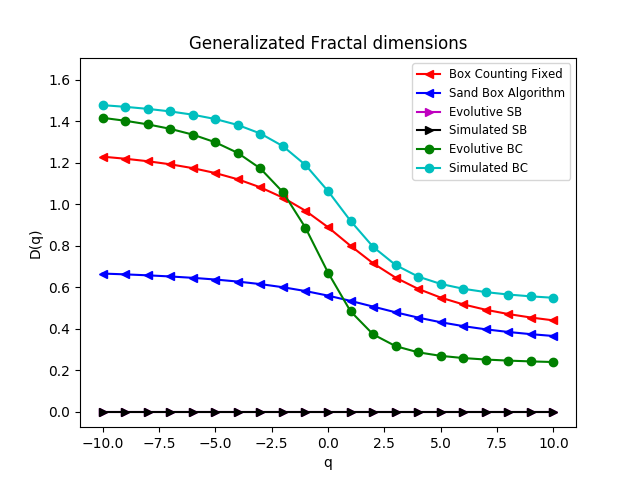 Generalizated Fractal dimensions
Box Counting Fixed
Sand Box Algorithm
Evolutive SB
Simulated SB
Evolutive BC
Simulated BC
D(q)
1.6
1.4
1.2
1.0
0.8
0.6
0.4
0.2
0.0
−10.0 −7.5 −5.0 −2.5 0.0 2.5 5.0 7.5 10.0
q